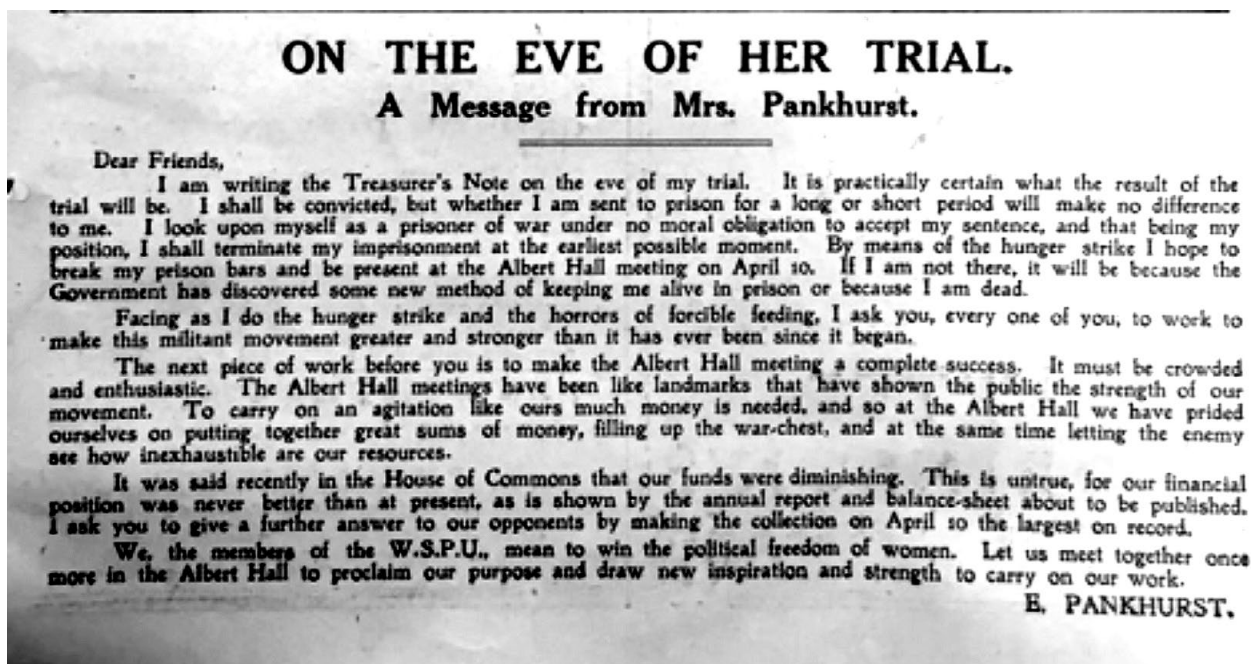 ON THE EVE OF HER TRIAL.
A Message from Mrs. Pankhurst.
Dear Friends,
I am writing the Treasurer's Note on the eve of my trial. It is practically certain what the result of the
trial will be. I shall be convicted, but whether I am sent to prison for a long or short period will make no difference
to me. I look upon myself as a prisoner of war under no moral obligation to accept my sentence, and that being my
position, I shall terminate my imprisonment at the earliest possible moment. By means of the hunger strike I hope to
break my prison bars and be present at the Albert Hall meeting on April 10. If I am not there, it will be because the
Government has discovered some new method of keeping me alive in prison or because I am dead.
Facing as I do the hunger strike and the horrors of forcible feeding, I ask you, every one of you, to work to
make this militant movement greater and stronger than it has ever been since it began.
The next piece of work before you is to make the Albert Hall meeting a complete success. It must be crowded
and enthusiastic. The Albert Hall meetings have been like landmarks that have shown the public the strength of our
movement. To carry on an agitation like ours much money is needed, and so at the Albert Hall we have prided
ourselves on putting together great sums of money, filling up the war-chest, and at the same time letting the enemy
see how inexhaustible are our resources.
It was said recently in the House of Commons that our funds were diminishing. This is untrue, for our financial
position was never better than at present, as is shown by the annual report and balance-sheet about to be published.
I ask you to give a further answer to our opponents by making the collection on April 10 the largest on record.
We, the members of the W.S.P.U., mean to win the political freedom of women. Let us meet together once
more in the Albert Hall to proclaim our purpose and draw new inspiration and strength to carry on our work.
E. PANKHURST.